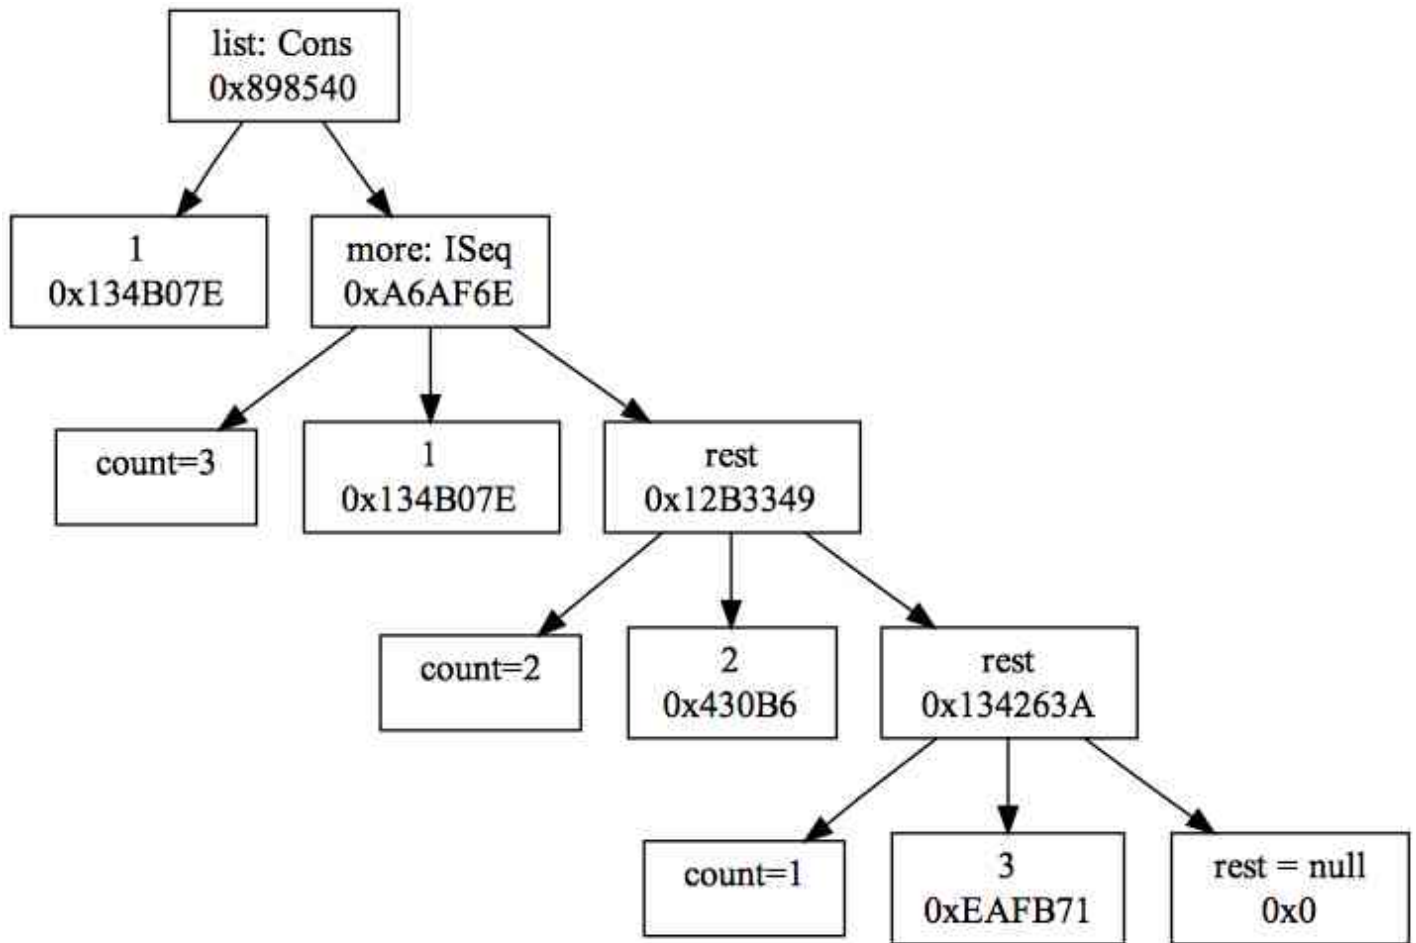 list: Cons
0x898540
1
0x134B07E
more: ISeq
0xA6AF6E
count=3
1
0x134B07E
rest
0x12B3349
count=2
2
0x430B6
rest
0x134263A
count=1
3
0xEAFB71
rest = null
0x0